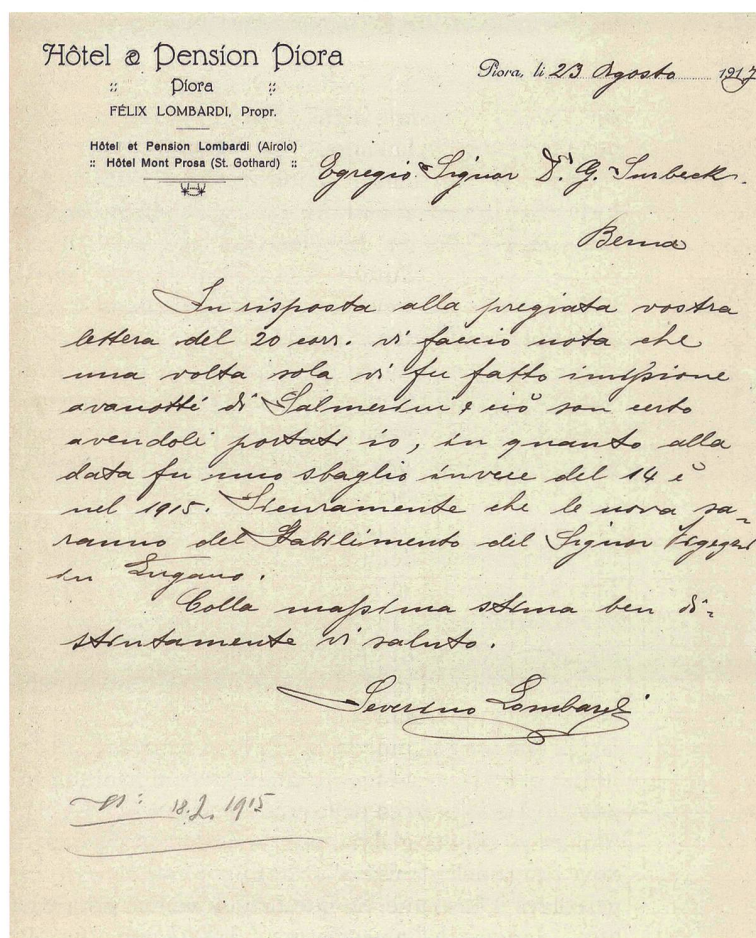 Hôtel & Pension Piora
:: Piora ::
FÉLIX LOMBARDI, Propr.
Hôtel et Pension Lombardi (Airolo)
:: Hôtel Mont Prosa (St. Gothard) ::
Piora, li 23 Agosto 1917
Egregio Signor Dr. G. Surbeck.
Berna
In risposta alla pregiata vostra
lettera del 20 corr. vi faccio nota che
una volta sola vi fu fatto imissione
avanotti di Salmerini e ciò son certo
avendoli portati io, in quanto alla
data fu uno sbaglio invece del 14 è
nel 1915. Sicuramente che le uova sa-
ranno del Stabilimento del Signor
in Lugano.
Colla massima stima ben di-
stintamente vi saluto.
Severino Lombardi
18.2.1915